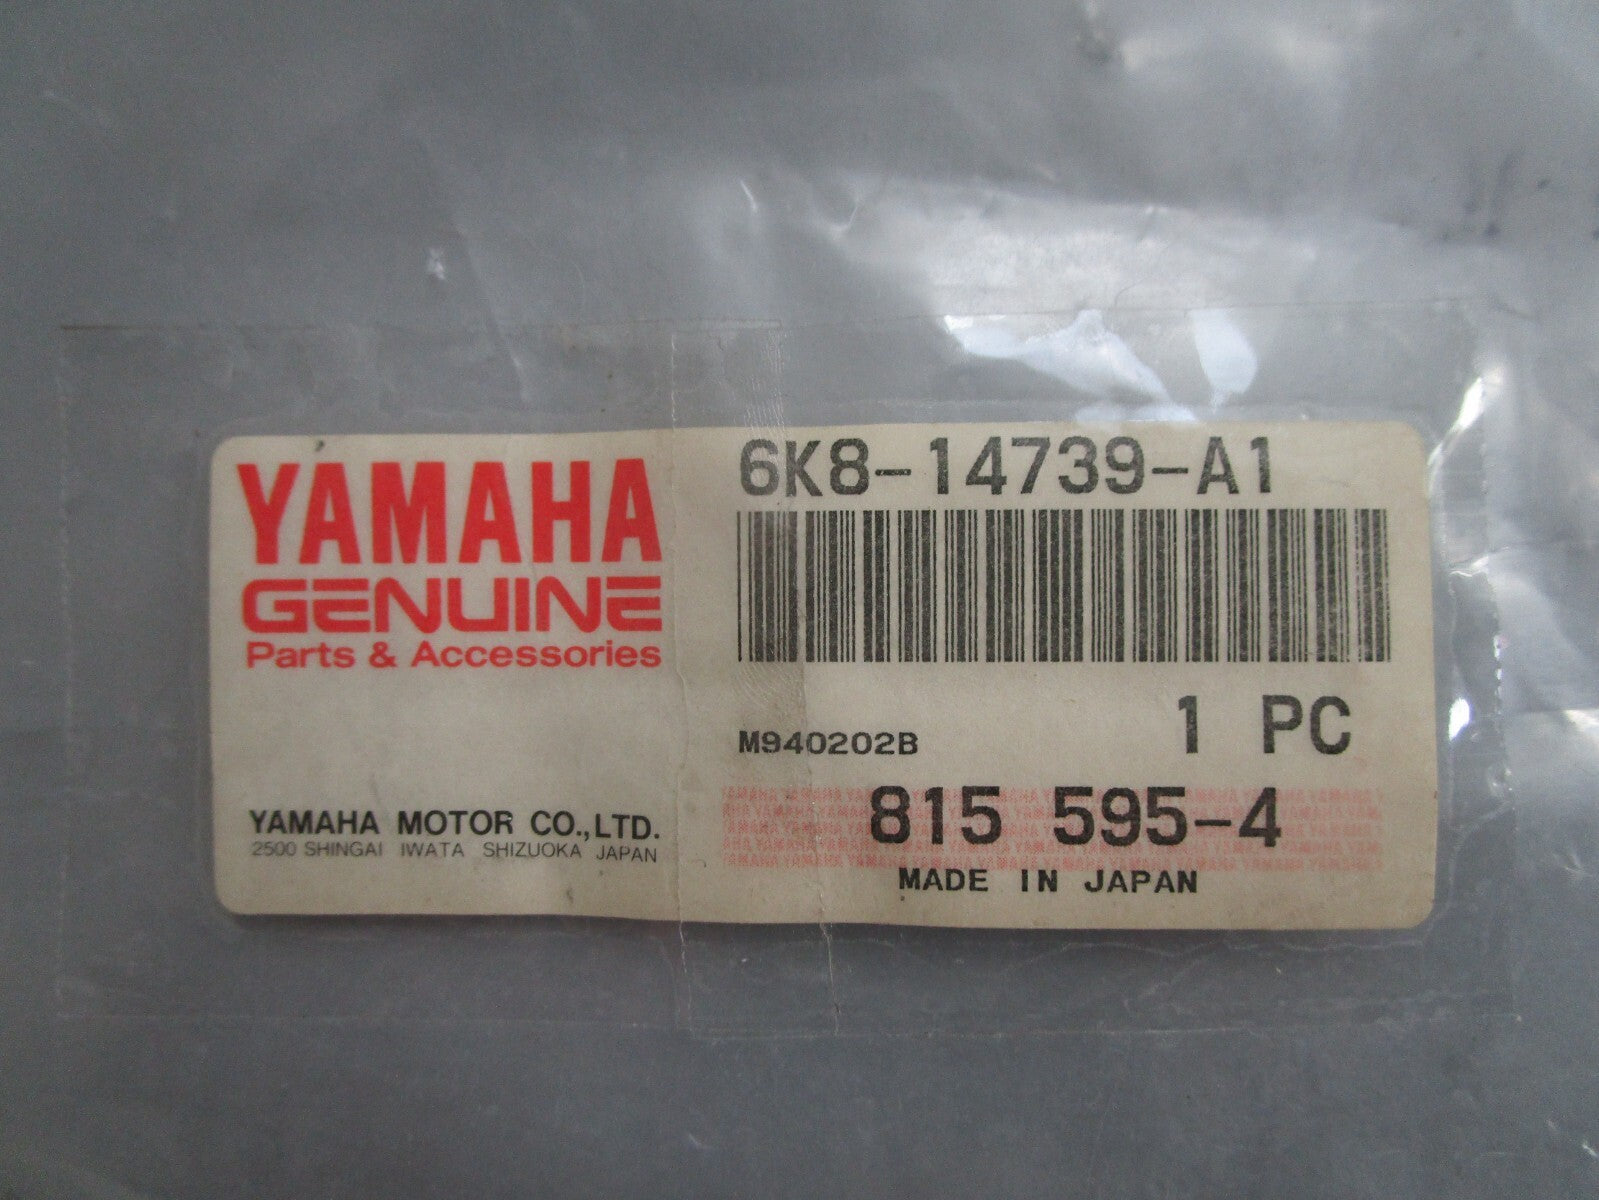 YAMAHA
GENUINE
Parts & Accessories
YAMAHA MOTOR CO.,LTD.
2500 SHINGAI IWATA SHIZUOKA JAPAN
6K8-14739-A1
1 PC
M940202B
815 595-4
MADE IN JAPAN